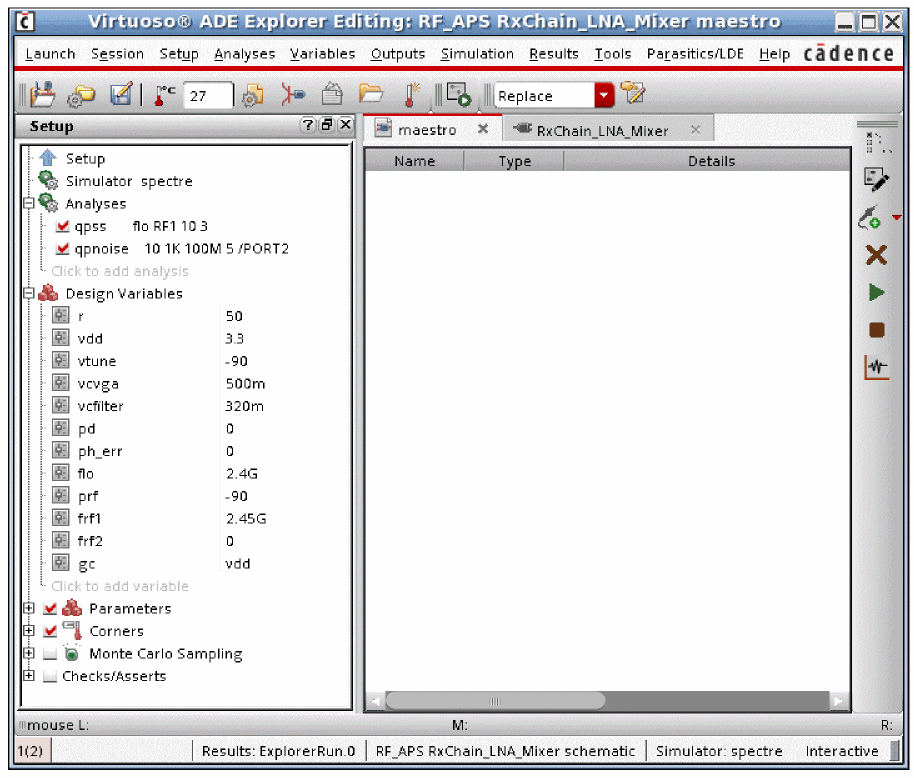 Virtuoso® ADE Explorer Editing: RF_APS RxChain_LNA_Mixer maestro
Launch Session Setup Analyses Variables Outputs Simulation Results Tools Parasitics/LDE Help cādence
°C 27 Replace
Setup
maestro RxChain_LNA_Mixer
Name Type Details
Setup
Simulator spectre
Analyses
qpss flo RF1 10 3
qpnoise 10 1K 100M 5 /PORT2
Click to add analysis
Design Variables
r 50
vdd 3.3
vtune -90
vcvga 500m
vcfilter 320m
pd 0
ph_err 0
flo 2.4G
prf -90
frf1 2.45G
frf2 0
gc vdd
Click to add variable
Parameters
Corners
Monte Carlo Sampling
Checks/Asserts
mouse L: M: R:
1(2) Results: ExplorerRun.0 RF_APS RxChain_LNA_Mixer schematic Simulator: spectre Interactive